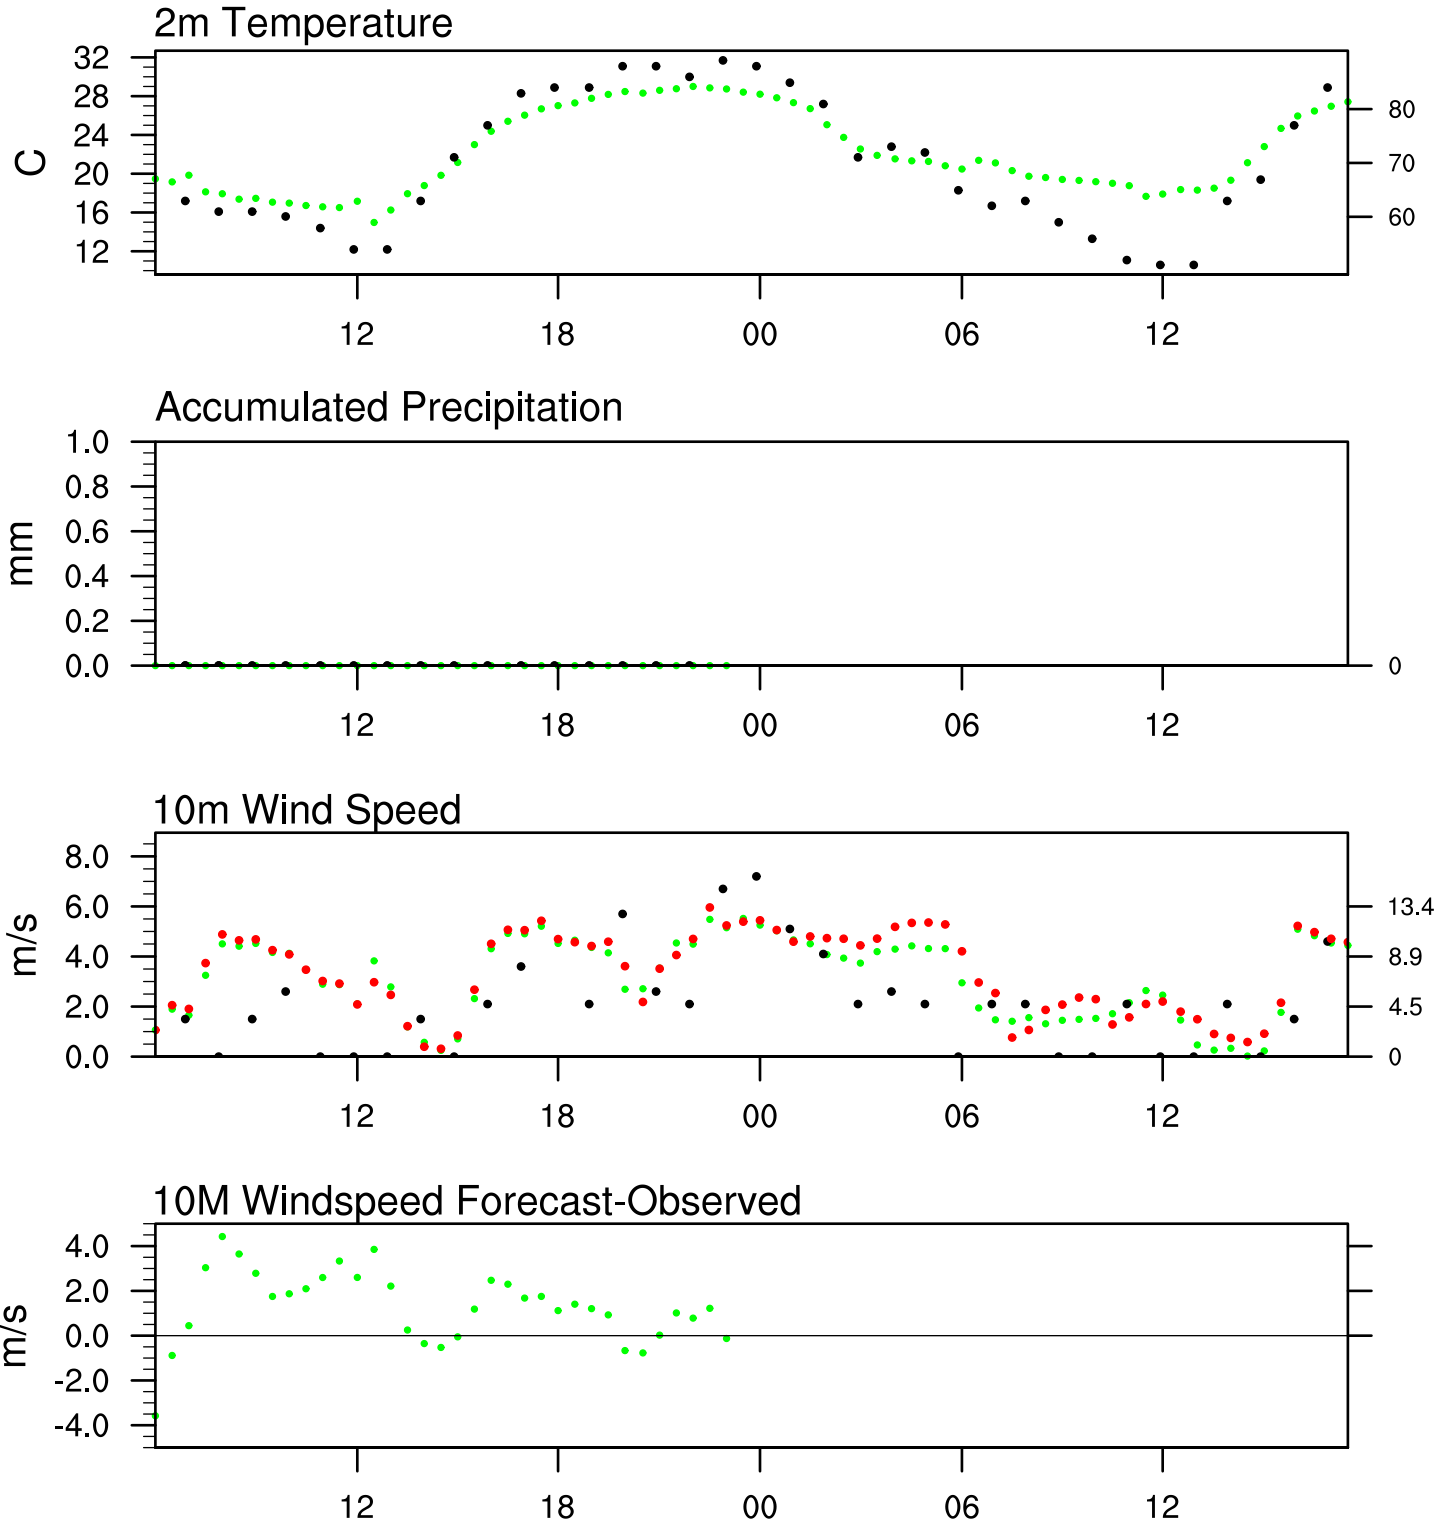 2m Temperature
32
28
24
20
16
12
C
80
70
60
12 18 00 06 12
Accumulated Precipitation
1.0
0.8
0.6
0.4
0.2
0.0
mm
0
12 18 00 06 12
10m Wind Speed
8.0
6.0
4.0
2.0
0.0
m/s
13.4
8.9
4.5
0
12 18 00 06 12
10M Windspeed Forecast-Observed
4.0
2.0
0.0
-2.0
-4.0
m/s
12 18 00 06 12